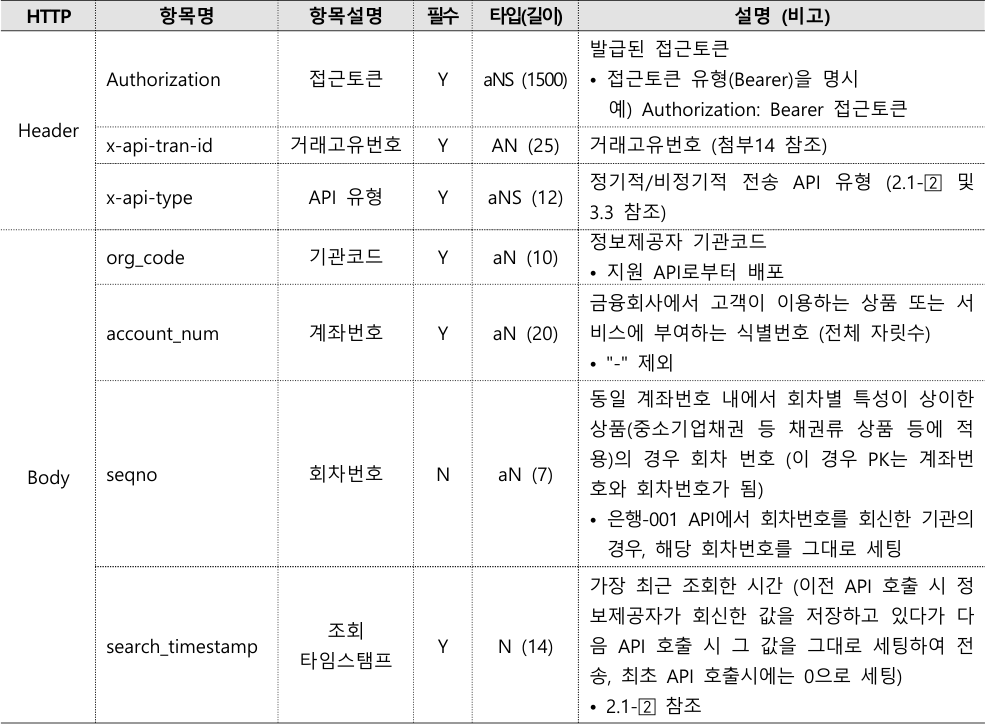 HTTP 항목명 항목설명 필수 타입(길이) 설명 (비고)
Header
Authorization 접근토큰 Y aNS (1500)
발급된 접근토큰
• 접근토큰 유형(Bearer)을 명시
예) Authorization: Bearer 접근토큰
x-api-tran-id 거래고유번호 Y AN (25) 거래고유번호 (첨부14 참조)
x-api-type API 유형 Y aNS (12)
정기적/비정기적 전송 API 유형 (2.1-2 및
3.3 참조)
Body
org_code 기관코드 Y aN (10)
정보제공자 기관코드
• 지원 API로부터 배포
account_num 계좌번호 Y aN (20)
금융회사에서 고객이 이용하는 상품 또는 서
비스에 부여하는 식별번호 (전체 자릿수)
• "-" 제외
seqno 회차번호 N aN (7)
동일 계좌번호 내에서 회차별 특성이 상이한
상품(중소기업채권 등 채권류 상품 등에 적
용)의 경우 회차 번호 (이 경우 PK는 계좌번
호와 회차번호가 됨)
• 은행-001 API에서 회차번호를 회신한 기관의
경우, 해당 회차번호를 그대로 세팅
search_timestamp
조회
타임스탬프
Y N (14)
가장 최근 조회한 시간 (이전 API 호출 시 정
보제공자가 회신한 값을 저장하고 있다가 다
음 API 호출 시 그 값을 그대로 세팅하여 전
송, 최초 API 호출시에는 0으로 세팅)
• 2.1-2 참조